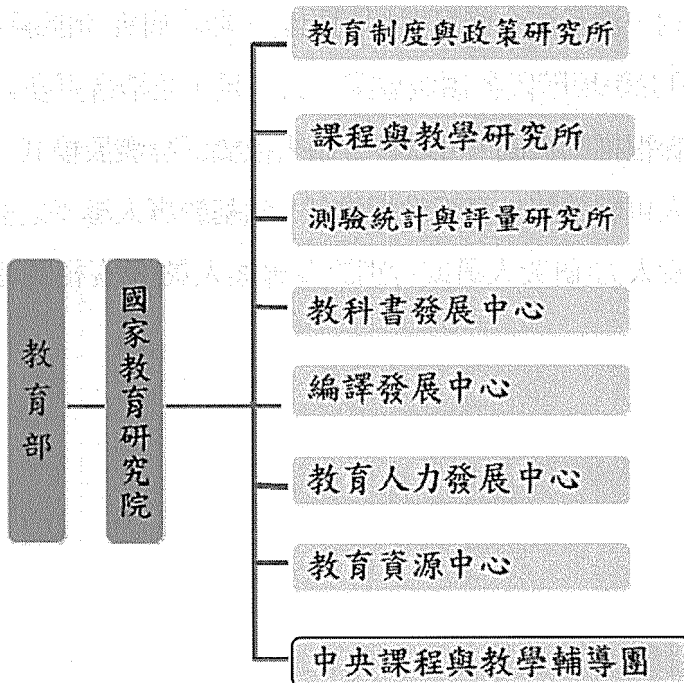 教育部
國家教育研究院
教育制度與政策研究所
課程與教學研究所
測驗統計與評量研究所
教科書發展中心
編譯發展中心
教育人力發展中心
教育資源中心
中央課程與教學輔導團